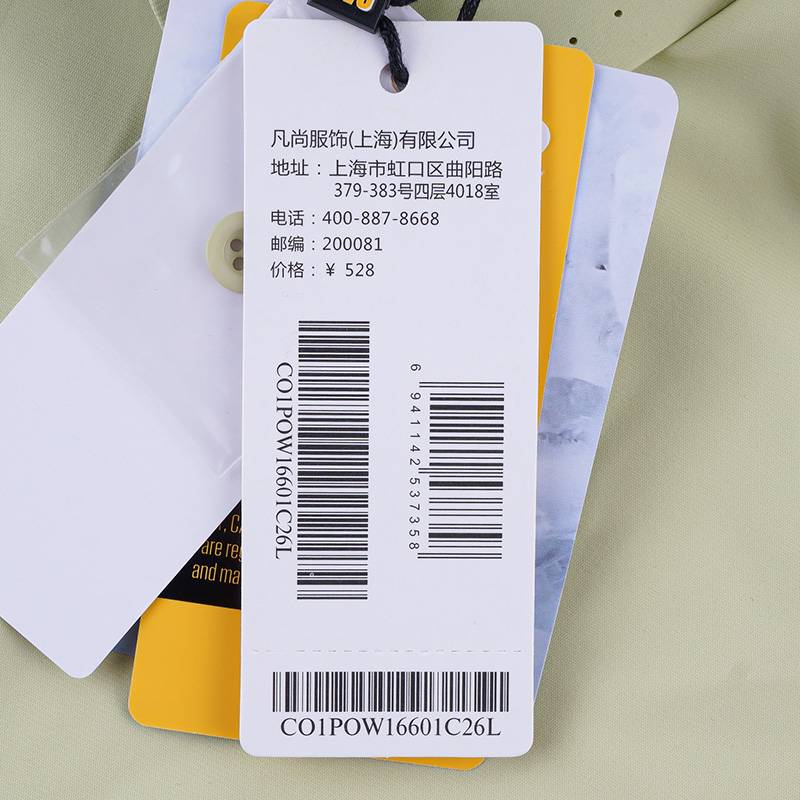 凡尚服饰(上海)有限公司
地址：上海市虹口区曲阳路
379-383号四层4018室
电话：400-887-8668
邮编：200081
价格：¥ 528
CO1POW16601C26L
6 941142 537358
are reg
and ma
CO1POW16601C26L